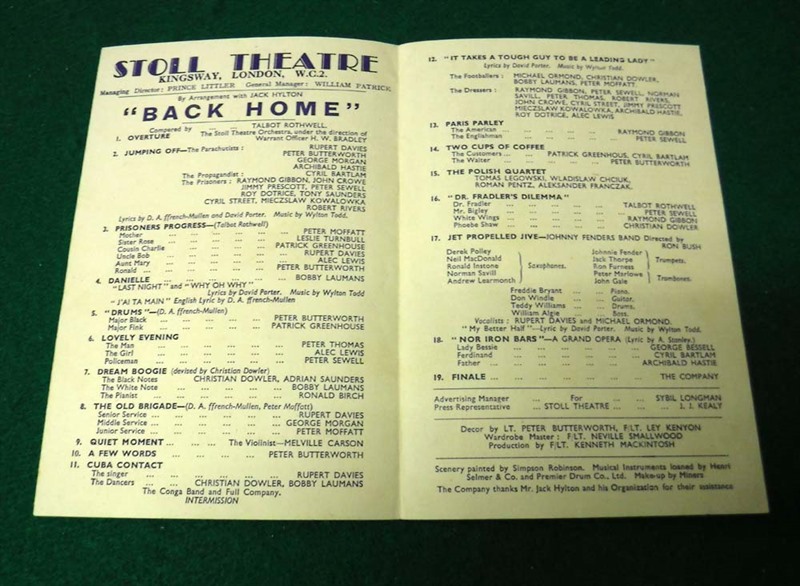 STOLL THEATRE
KINGSWAY, LONDON, W.C.2.
Managing Director: PRINCE LITTLER General Manager: WILLIAM PATRICK
By Arrangement with JACK HYLTON
"BACK HOME"
Compered by TALBOT ROTHWELL.
1. OVERTURE The Stoll Theatre Orchestra, under the direction of
Warrant Officer H. W. BRADLEY
2. JUMPING OFF—The Parachutists: RUPERT DAVIES
PETER BUTTERWORTH
GEORGE MORGAN
ARCHIBALD HASTIE
The Propagandist: CYRIL BARTLAM
The Prisoners: RAYMOND GIBBON, JOHN CROWE
JIMMY PRESCOTT, PETER SEWELL
ROY DOTRICE, TONY SAUNDERS
CYRIL STREET, MIECZSLAW KOWALOWKA
ROBERT RIVERS
Lyrics by D. A. ffrench-Mullen and David Porter. Music by Wylton Todd.
3. PRISONERS PROGRESS—(Talbot Rothwell)
Mother ... ... ... ... ... PETER MOFFATT
Sister Rose ... ... ... ... LESLIE TURNBULL
Cousin Charlie ... ... ... PATRICK GREENHOUSE
Uncle Bob ... ... ... ... RUPERT DAVIES
Aunt Mary ... ... ... ... ALEC LEWIS
Ronald ... ... ... ... PETER BUTTERWORTH
4. DANIELLE ... ... ... ... BOBBY LAUMANS
"LAST NIGHT" and "WHY OH WHY"
Lyrics by David Porter. Music by Wylton Todd
"J'AI TA MAIN" English Lyric by D. A. ffrench-Mullen
5. "DRUMS"—(D. A. ffrench-Mullen)
Major Black ... ... ... PETER BUTTERWORTH
Major Fink ... ... ... PATRICK GREENHOUSE
6. LOVELY EVENING
The Man ... ... ... ... PETER THOMAS
The Girl ... ... ... ... ALEC LEWIS
Policeman ... ... ... ... PETER SEWELL
7. DREAM BOOGIE (devised by Christian Dowler)
The Black Notes CHRISTIAN DOWLER, ADRIAN SAUNDERS
The White Note ... ... ... BOBBY LAUMANS
The Pianist ... ... ... ... RONALD BIRCH
8. THE OLD BRIGADE—(D. A. ffrench-Mullen, Peter Moffatt)
Senior Service ... ... ... ... RUPERT DAVIES
Middle Service ... ... ... ... GEORGE MORGAN
Junior Service ... ... ... ... PETER MOFFATT
9. QUIET MOMENT ... ... ... The Violinist—MELVILLE CARSON
10. A FEW WORDS ... ... ... PETER BUTTERWORTH
11. CUBA CONTACT
The singer ... ... ... ... RUPERT DAVIES
The Dancers ... ... CHRISTIAN DOWLER, BOBBY LAUMANS
The Conga Band and Full Company.
INTERMISSION
12. "IT TAKES A TOUGH GUY TO BE A LEADING LADY"
Lyrics by David Porter. Music by Wylton Todd.
The Footballers: MICHAEL ORMOND, CHRISTIAN DOWLER,
BOBBY LAUMANS, PETER MOFFATT.
The Dressers: RAYMOND GIBBON, PETER SEWELL, NORMAN
SAVILL, PETER THOMAS, ROBERT RIVERS,
JOHN CROWE, CYRIL STREET, JIMMY PRESCOTT
MIECZSLAW KOWALOWKA, ARCHIBALD HASTIE,
ROY DOTRICE, ALEC LEWIS
13. PARIS PARLEY
The American ... ... ... ... RAYMOND GIBBON
The Englishman ... ... ... ... PETER SEWELL
14. TWO CUPS OF COFFEE
The Customers ... ... PATRICK GREENHOUS, CYRIL BARTLAM
The Waiter ... ... ... ... PETER BUTTERWORTH
15. THE POLISH QUARTET
TOMAS LEGOWSKI, WLADISLAW CHCIUK,
ROMAN PENTZ, ALEKSANDER FRANCZAK.
16. "DR. FRADLER'S DILEMMA"
Dr. Fradler ... ... ... ... TALBOT ROTHWELL
Mr. Bigley ... ... ... ... PETER SEWELL
White Wings ... ... ... ... RAYMOND GIBBON
Phoebe Shaw ... ... ... ... CHRISTIAN DOWLER
17. JET PROPELLED JIVE—JOHNNY FENDERS BAND Directed by
RON BUSH
Derek Polley
Neil MacDonald
Ronald Instone
Norman Savill
Andrew Learmonth
Saxophones.
Johnnie Fender
Jack Thorpe
Ron Furness
Trumpets.
Peter Marlowe
John Gale
Trombones.
Freddie Bryant ... Piano.
Don Windle ... Guitar.
Teddy Williams ... Drums.
William Algie ... Bass.
Vocalists: RUPERT DAVIES and MICHAEL ORMOND.
"My Better Half"—Lyric by David Porter. Music by Wylton Todd.
18. "NOR IRON BARS"—A GRAND OPERA (Lyric by A. Stomley.)
Lady Bessie ... ... ... ... GEORGE BESSELL
Ferdinand ... ... ... ... CYRIL BARTLAM
Father ... ... ... ... ARCHIBALD HASTIE
19. FINALE ... ... ... ... THE COMPANY
Advertising Manager ... For ... SYBIL LONGMAN
Press Representative ... STOLL THEATRE ... ... J. J. KEALY
Decor by LT. PETER BUTTERWORTH, F/LT. LEY KENYON
Wardrobe Master: F/LT. NEVILLE SMALLWOOD
Production by F/LT. KENNETH MACKINTOSH
Scenery painted by Simpson Robinson. Musical Instruments loaned by Henri
Selmer & Co. and Premier Drum Co., Ltd. Make-up by Miners
The Company thanks Mr. Jack Hylton and his Organization for their assistance